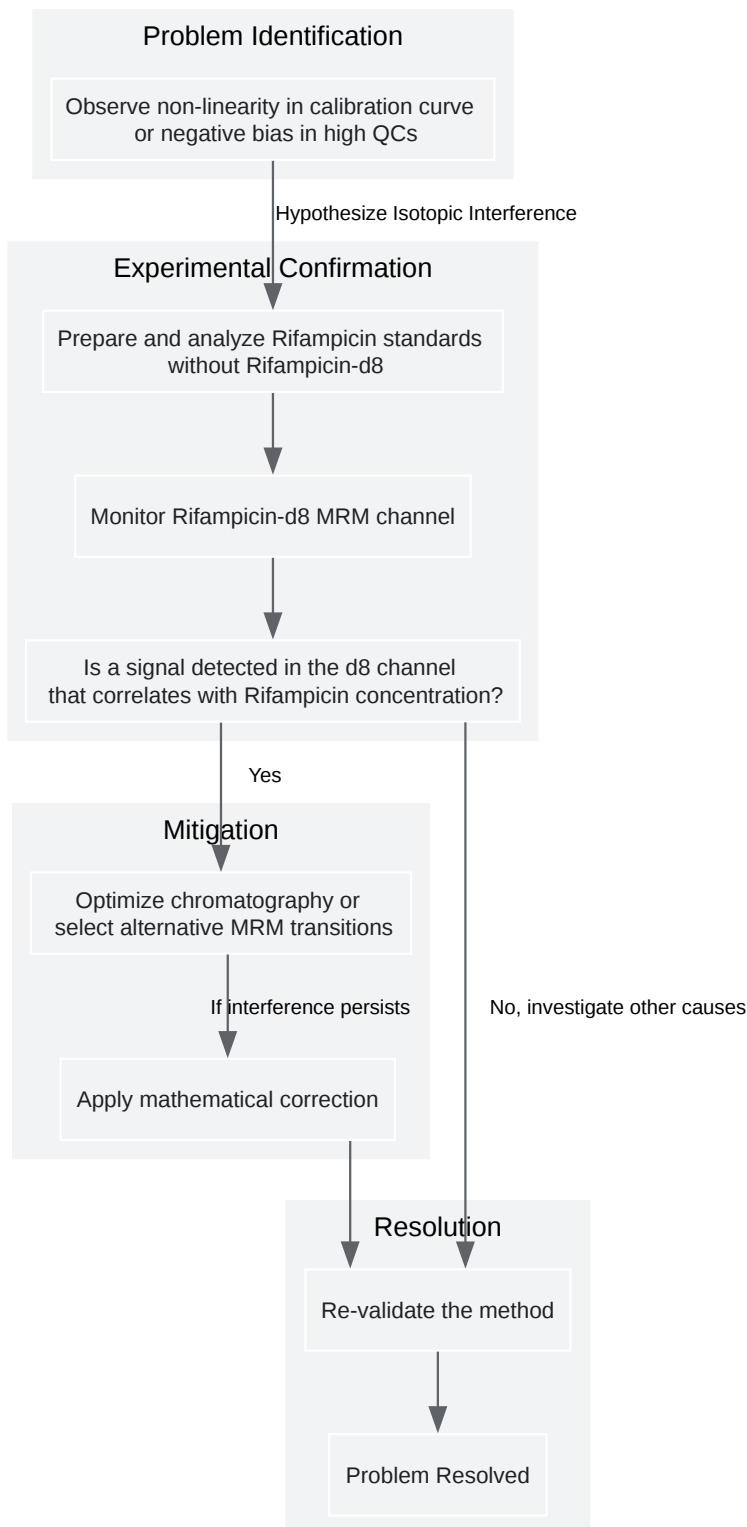 Problem Identification
Observe non-linearity in calibration curve
or negative bias in high QCs
Hypothesize Isotopic Interference
Experimental Confirmation
Prepare and analyze Rifampicin standards
without Rifampicin-d8
Monitor Rifampicin-d8 MRM channel
Is a signal detected in the d8 channel
that correlates with Rifampicin concentration?
Yes
Mitigation
Optimize chromatography or
select alternative MRM transitions
If interference persists
No, investigate other causes
Apply mathematical correction
Resolution
Re-validate the method
Problem Resolved